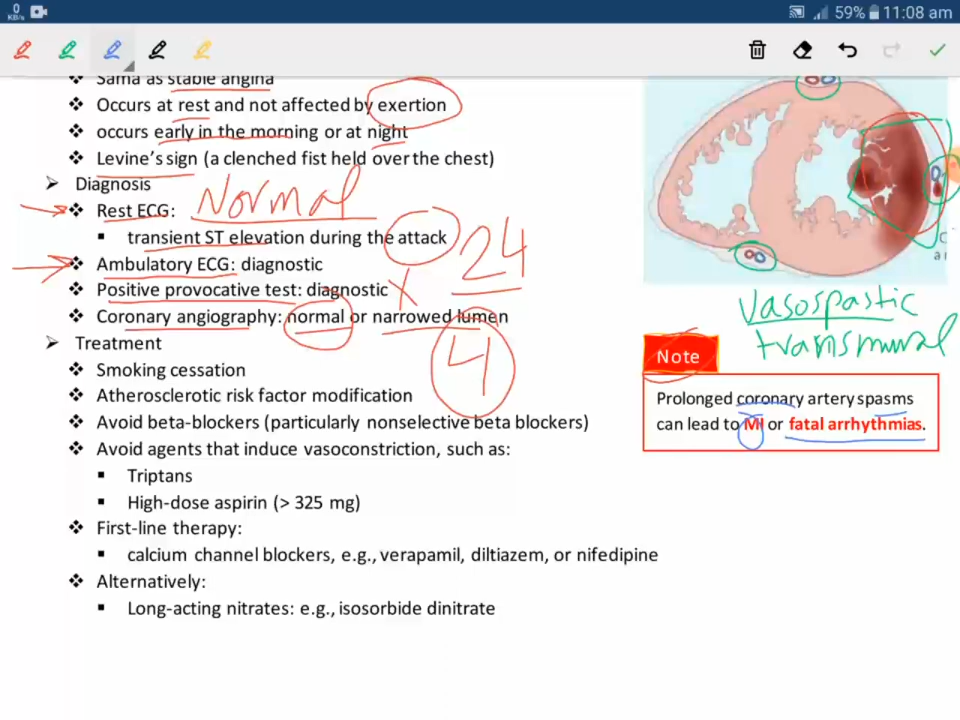 0
KB/s
59%
11:08 am
Sama as stable angina
Occurs at rest and not affected by exertion
occurs early in the morning or at night
Levine's sign (a clenched fist held over the chest)
Diagnosis
Rest ECG: Normal
transient ST elevation during the attack
24
Ambulatory ECG: diagnostic
Positive provocative test: diagnostic
x
Coronary angiography: normal or narrowed lumen
4
Treatment
Smoking cessation
Atherosclerotic risk factor modification
Avoid beta-blockers (particularly nonselective beta blockers)
Avoid agents that induce vasoconstriction, such as:
Triptans
High-dose aspirin (> 325 mg)
First-line therapy:
calcium channel blockers, e.g., verapamil, diltiazem, or nifedipine
Alternatively:
Long-acting nitrates: e.g., isosorbide dinitrate
vasospastic
transmural
Note
Prolonged coronary artery spasms
can lead to MI or fatal arrhythmias.